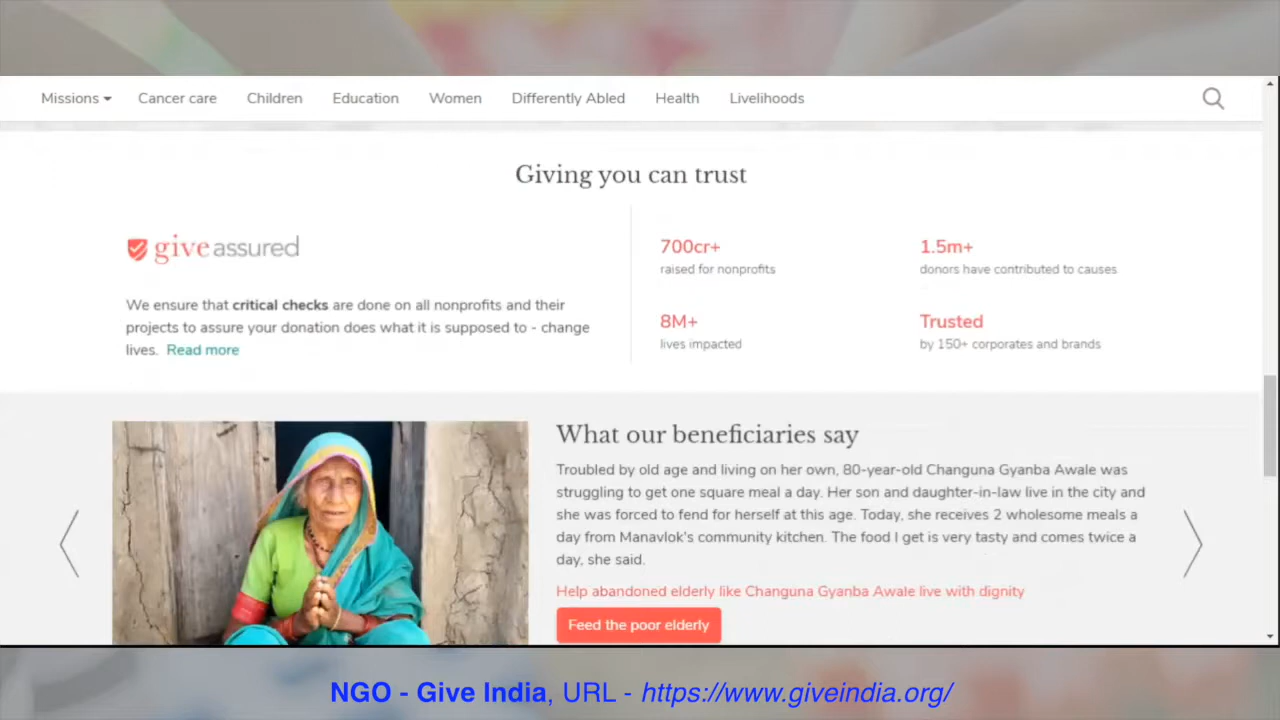 Missions Cancer care Children Education Women Differently Abled Health Livelihoods
Giving you can trust
give assured
We ensure that critical checks are done on all nonprofits and their
projects to assure your donation does what it is supposed to - change
lives. Read more
700cr+
raised for nonprofits
1.5m+
donors have contributed to causes
8M+
lives impacted
Trusted
by 150+ corporates and brands
What our beneficiaries say
Troubled by old age and living on her own, 80-year-old Changuna Gyanba Awale was
struggling to get one square meal a day. Her son and daughter-in-law live in the city and
she was forced to fend for herself at this age. Today, she receives 2 wholesome meals a
day from Manavlok's community kitchen. The food I get is very tasty and comes twice a
day, she said.
Help abandoned elderly like Changuna Gyanba Awale live with dignity
Feed the poor elderly
NGO - Give India, URL - https://www.giveindia.org/